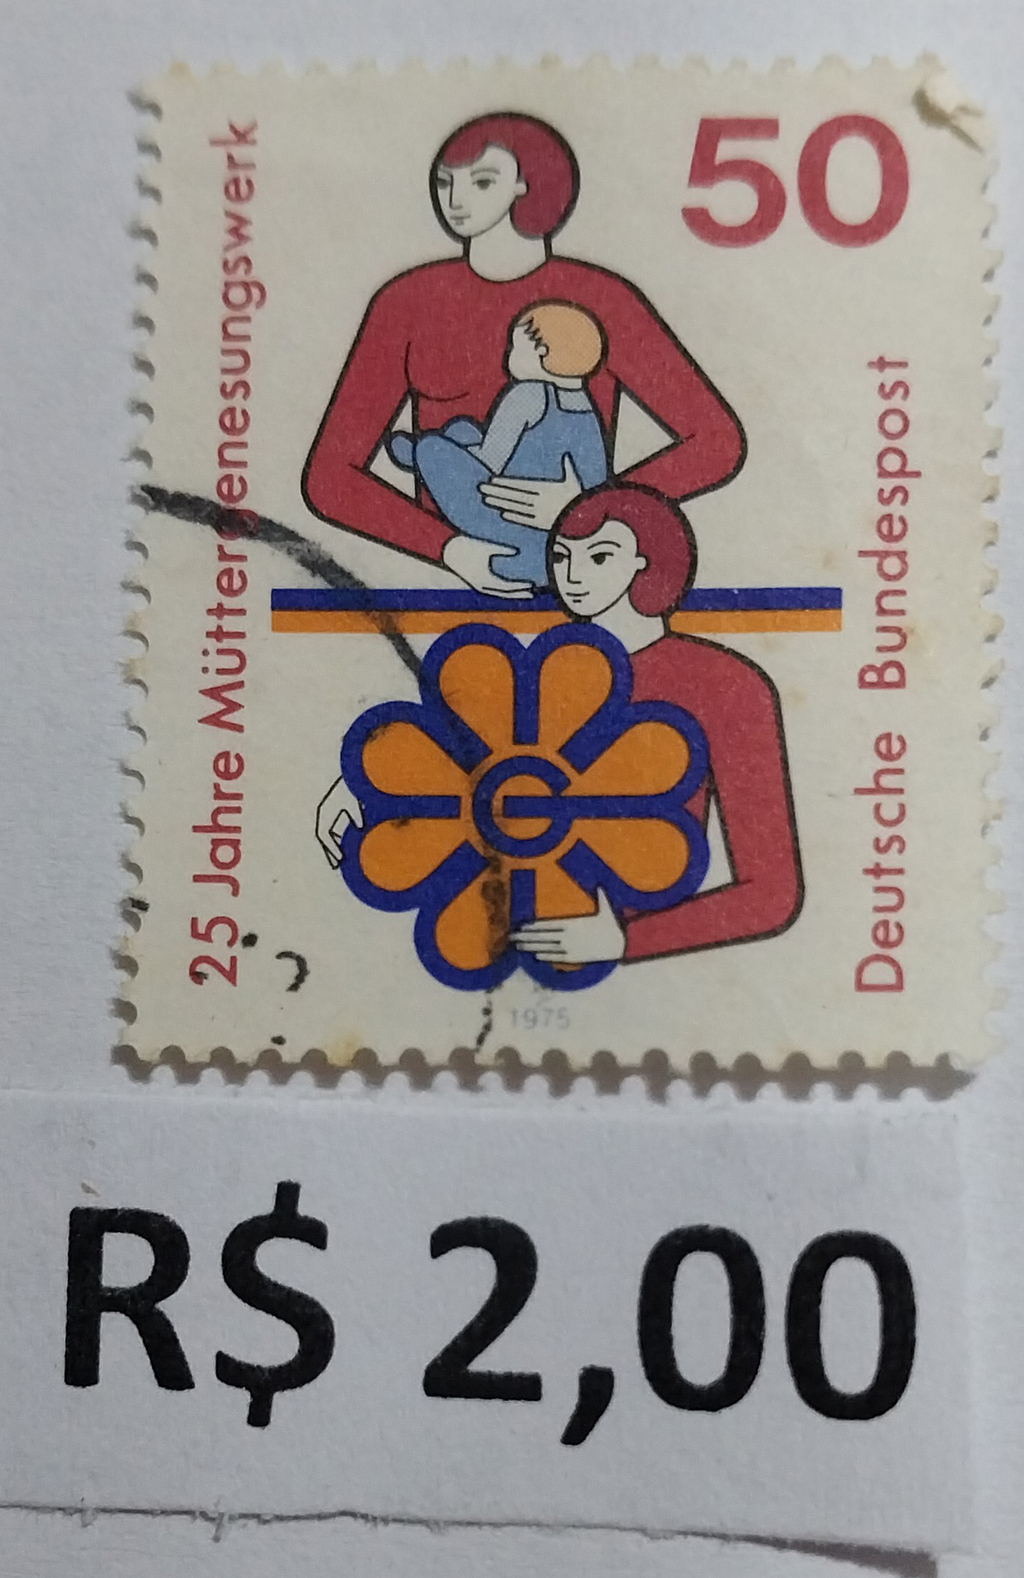 50
25 Jahre Müttergenesungswerk
Deutsche Bundespost
G
1975
R$ 2,00